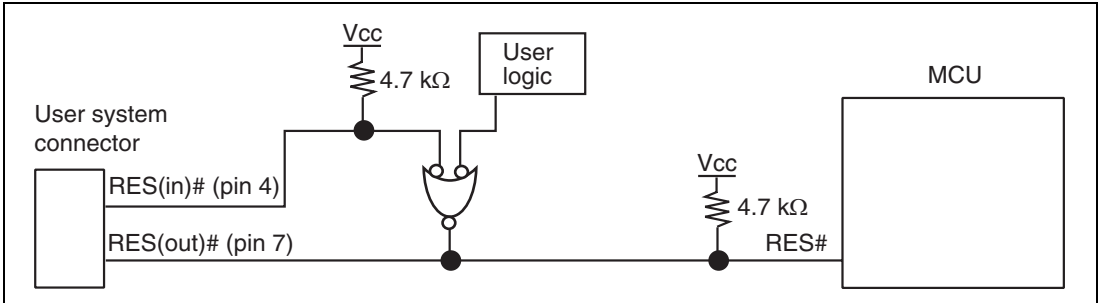 Vcc
4.7 kΩ
User
logic
MCU
User system
connector
RES(in)# (pin 4)
Vcc
4.7 kΩ
RES(out)# (pin 7)
RES#